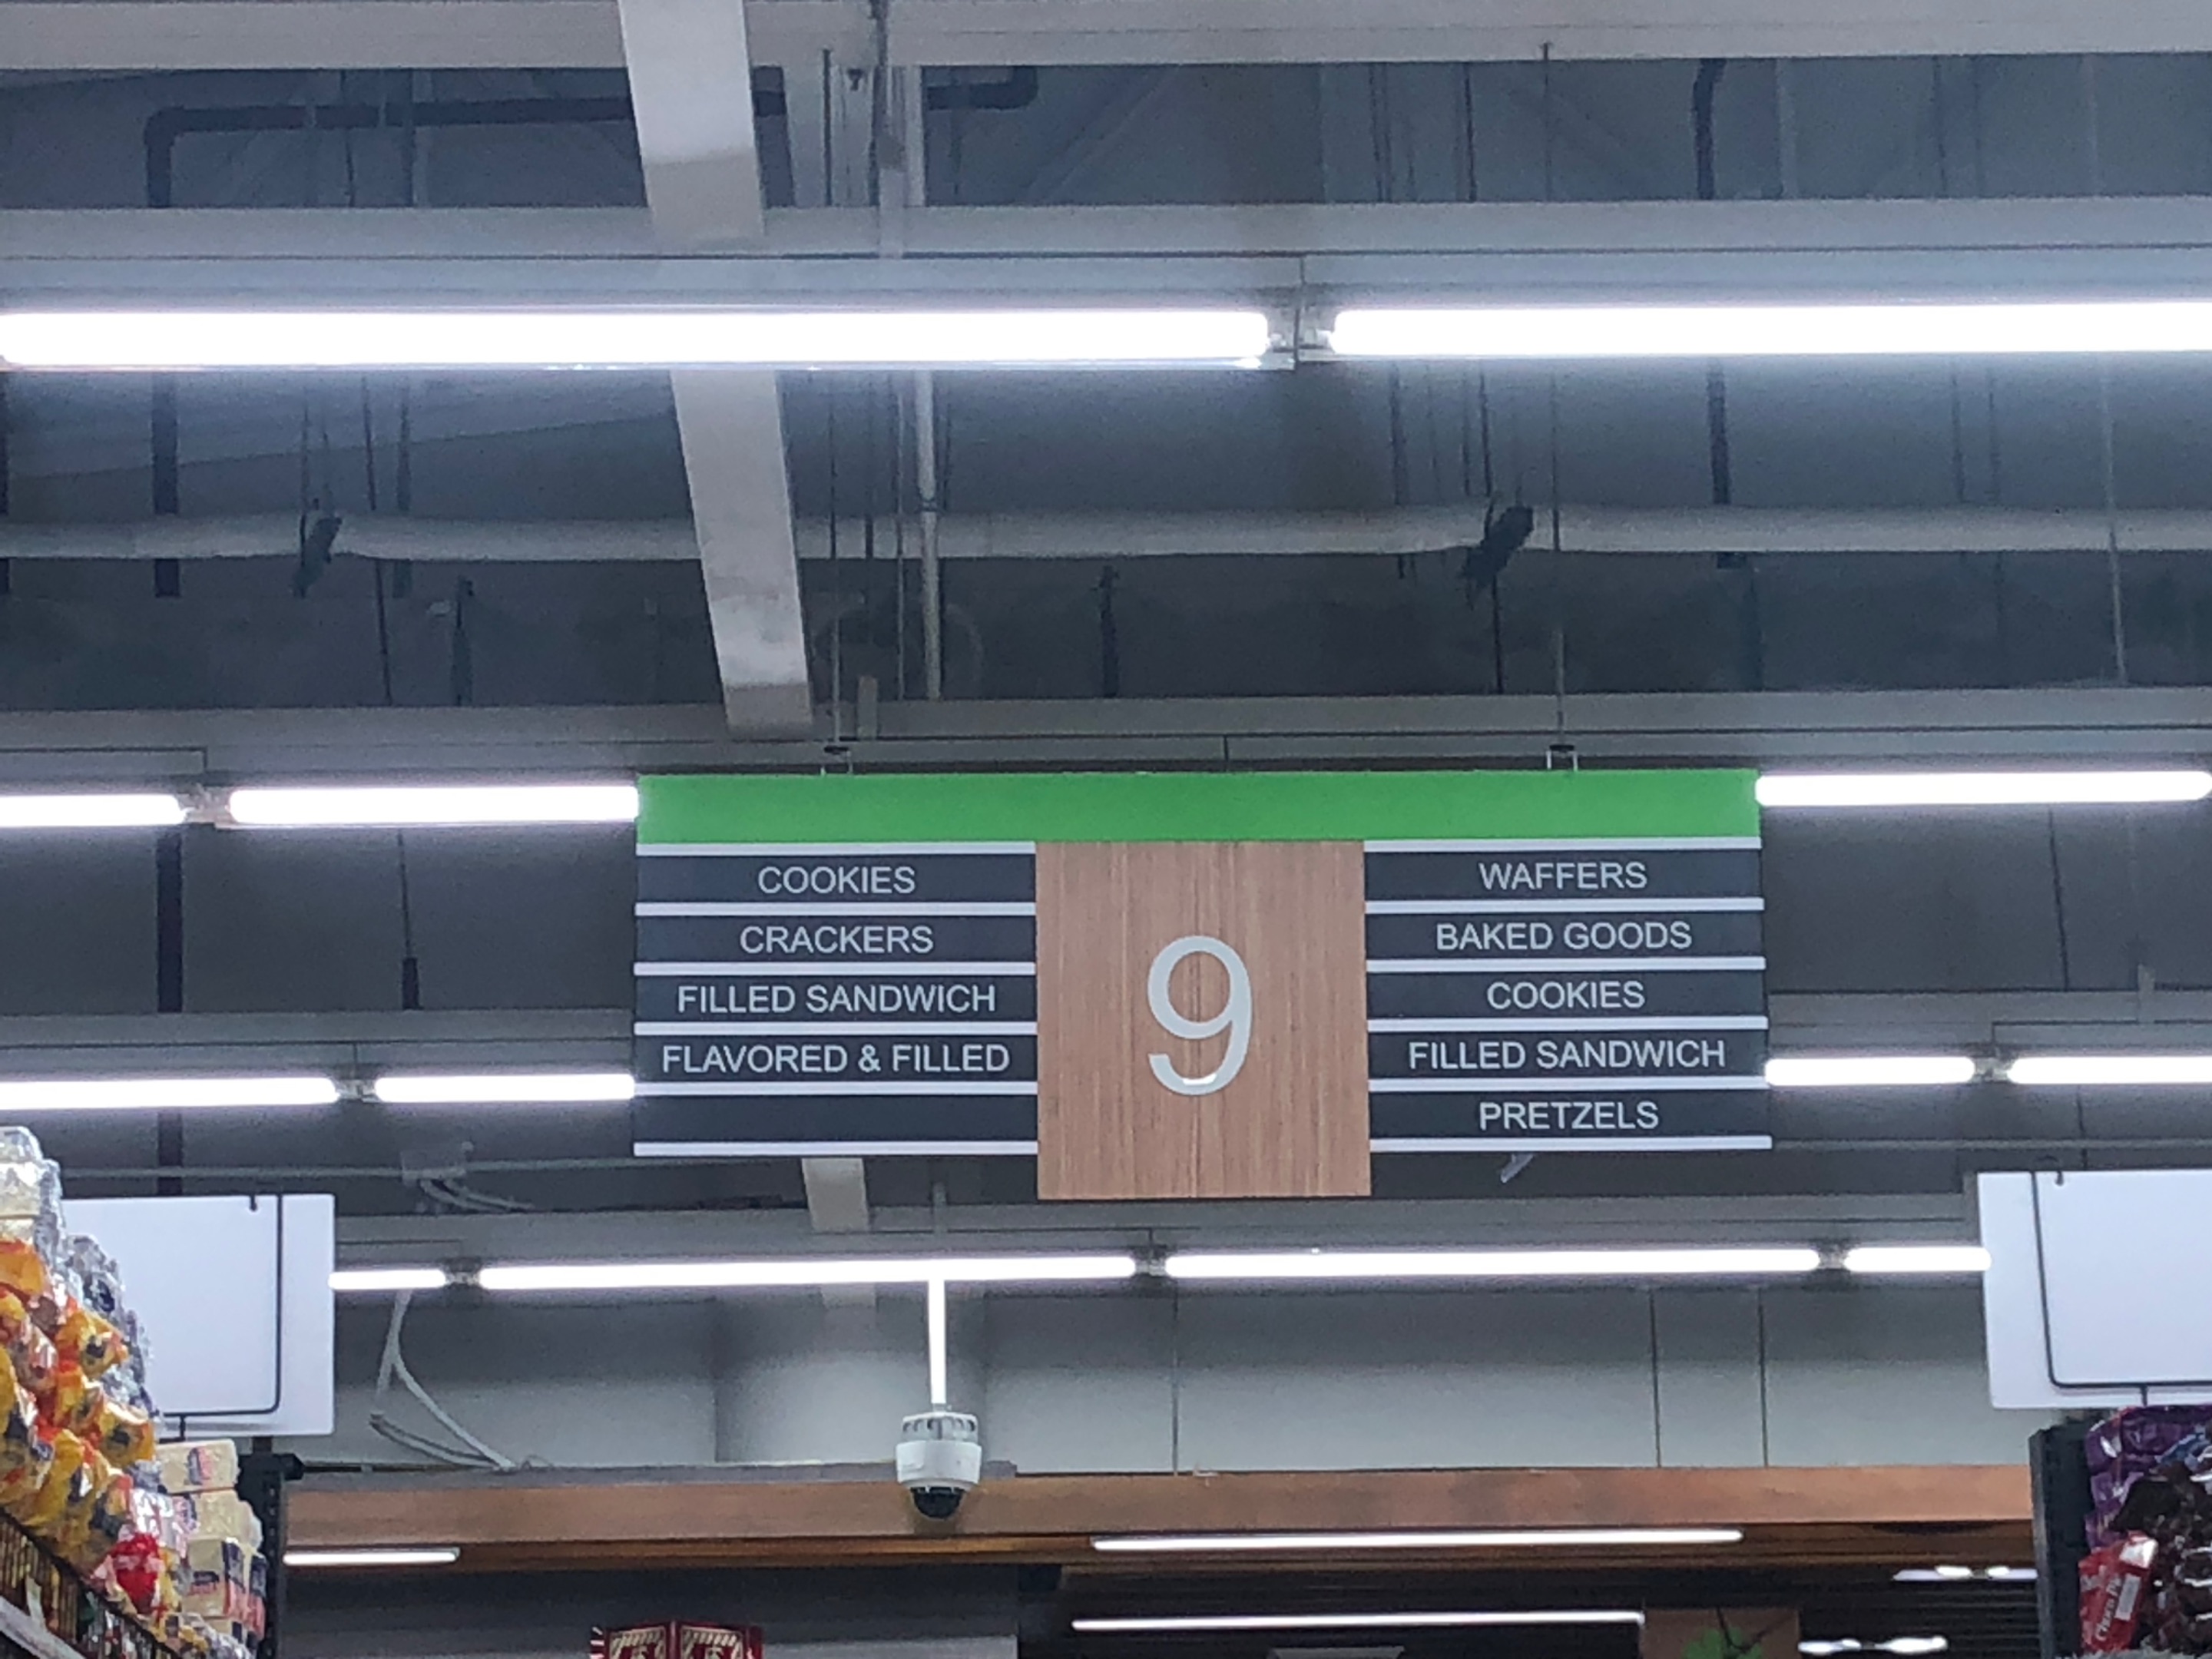 COOKIES
CRACKERS
FILLED SANDWICH
FLAVORED & FILLED
9
WAFFERS
BAKED GOODS
COOKIES
FILLED SANDWICH
PRETZELS